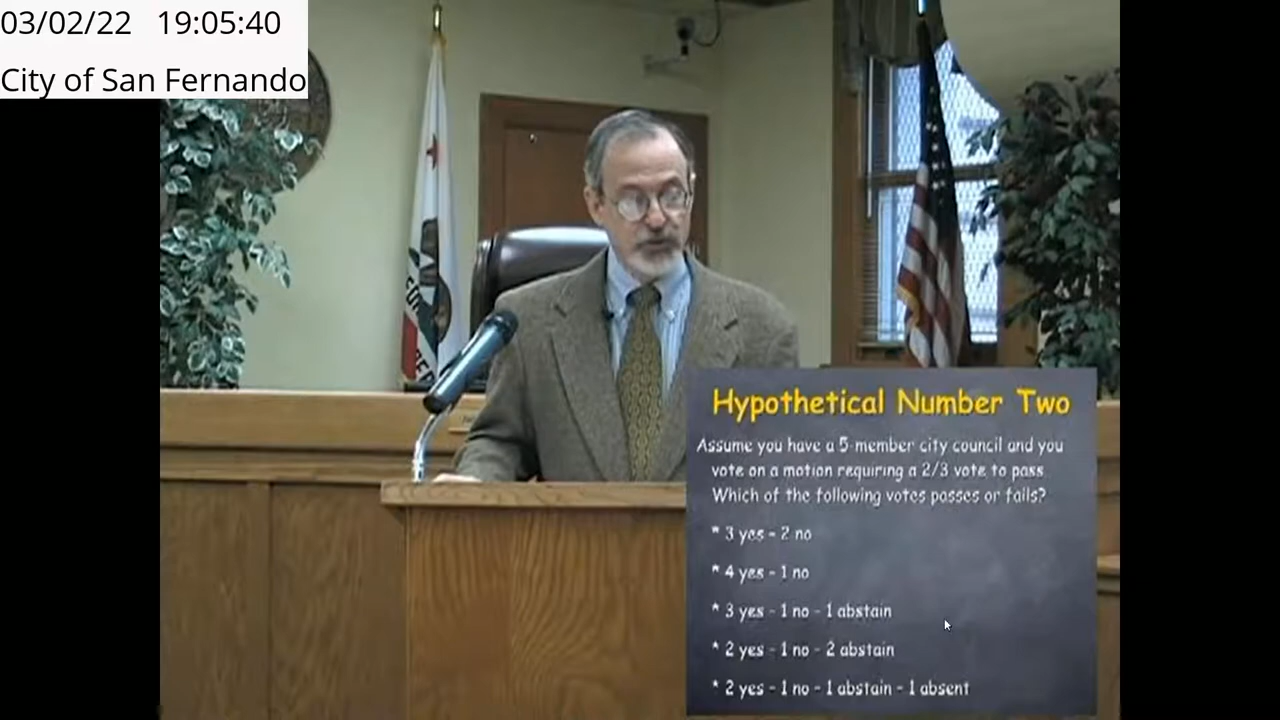 03/02/22 19:05:40
City of San Fernando
Hypothetical Number Two
Assume you have a 5-member city council and you
vote on a motion requiring a 2/3 vote to pass
Which of the following votes passes or fails?
* 3 yes - 2 no
* 4 yes - 1 no
* 3 yes - 1 no - 1 abstain
* 2 yes - 1 no - 2 abstain
* 2 yes - 1 no - 1 abstain - 1 absent